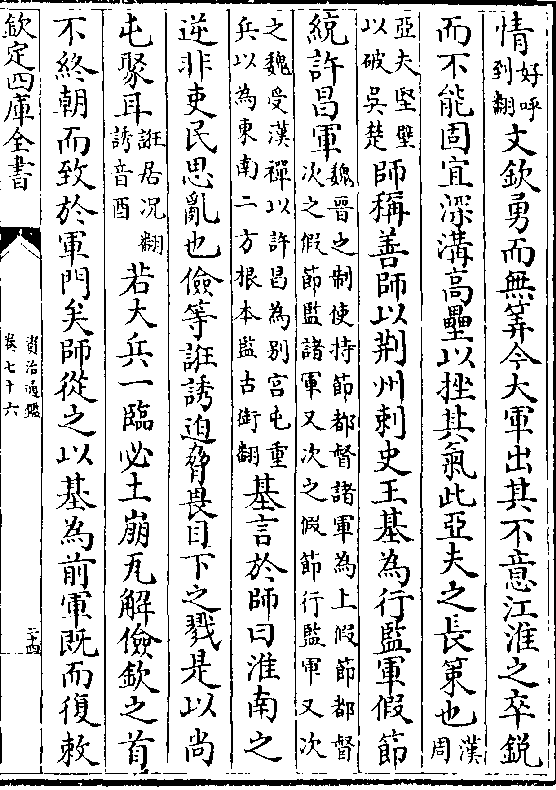 情好呼到翻文欽勇而無筭今大軍出其不意江淮之卒銳
而不能固宜深溝高壘以挫其氣此亞夫之長策也漢周
亞夫堅壁以破吳楚師稱善師以荆州刺史王基為行監軍假節
統許昌軍魏晉之制使持節都督諸軍為上假節都督次之假節監諸軍又次之假節行監軍又次
之魏受漢禪以許昌為别宫屯重兵以為東南二方根本監古銜翻基言於師曰淮南之
逆非吏民思亂也儉等誑誘迫脅畏目下之戮是以尚
屯聚耳誑居况翻誘音酉若大兵一臨必土崩瓦解儉欽之首
不終朝而致於軍門矣師從之以基為前軍既而復敕
欽定四庫全書
資治通鑑
卷七十六
二十四